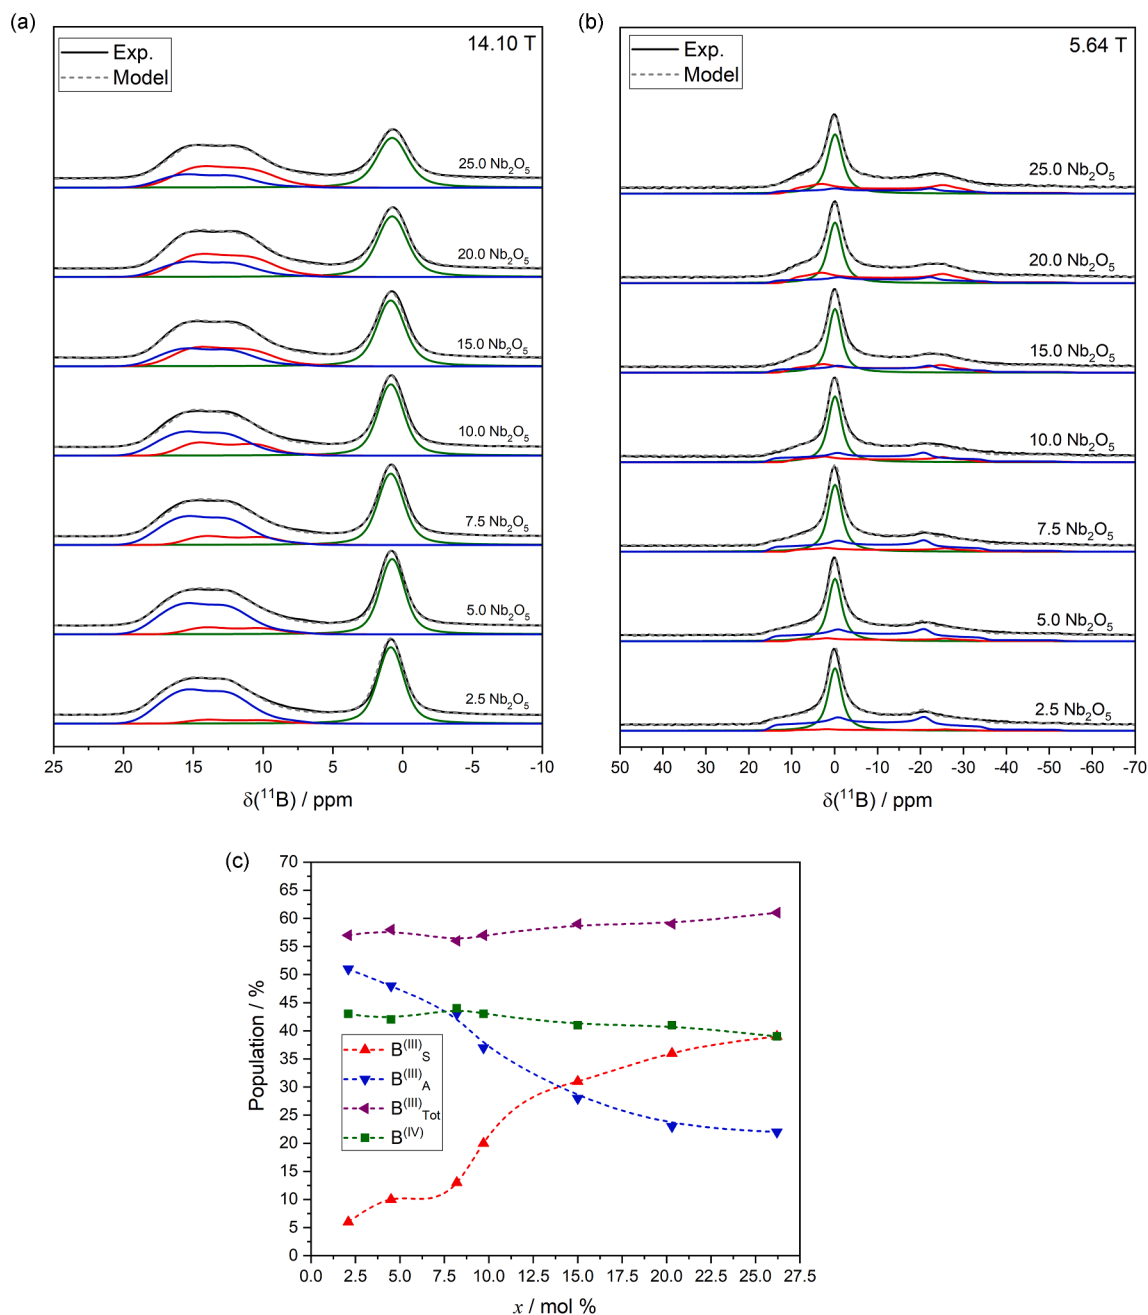 (a)
14.10 T
Exp.
Model
25.0 Nb₂O₅
20.0 Nb₂O₅
15.0 Nb₂O₅
10.0 Nb₂O₅
7.5 Nb₂O₅
5.0 Nb₂O₅
2.5 Nb₂O₅
25 20 15 10 5 0 -5 -10
δ(¹¹B) / ppm
(b)
5.64 T
Exp.
Model
25.0 Nb₂O₅
20.0 Nb₂O₅
15.0 Nb₂O₅
10.0 Nb₂O₅
7.5 Nb₂O₅
5.0 Nb₂O₅
2.5 Nb₂O₅
50 40 30 20 10 0 -10 -20 -30 -40 -50 -60 -70
δ(¹¹B) / ppm
(c)
Population / %
70
65
60
55
50
45
40
35
30
25
20
15
10
5
0
B⁽ᴵᴵᴵ⁾S
B⁽ᴵᴵᴵ⁾A
B⁽ᴵᴵᴵ⁾Tot
B⁽ᴵⱽ⁾
0.0 2.5 5.0 7.5 10.0 12.5 15.0 17.5 20.0 22.5 25.0 27.5
x / mol %